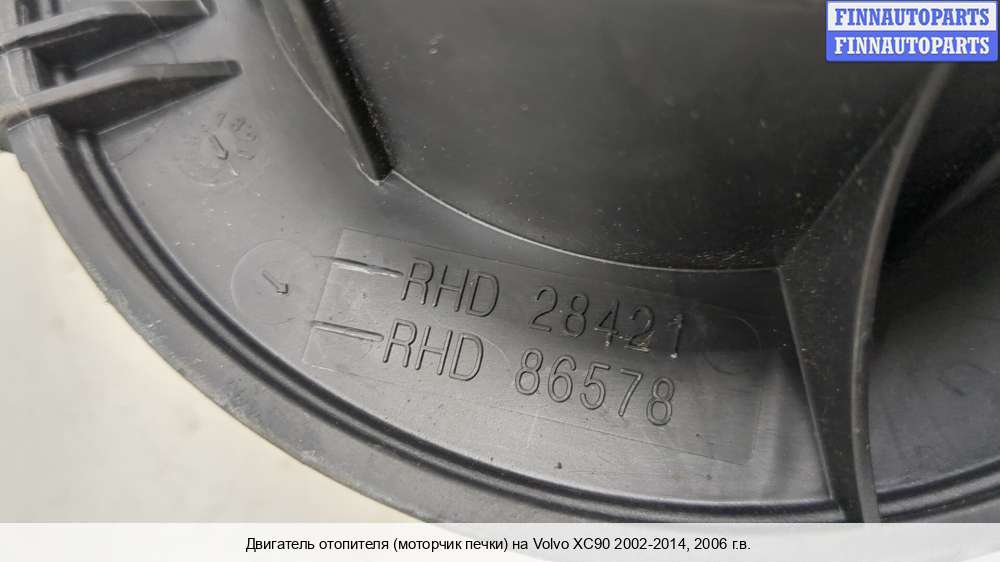 FINNAUTOPARTS
FINNAUTOPARTS
RHD 28421
RHD 86578
Двигатель отопителя (моторчик печки) на Volvo XC90 2002-2014, 2006 г.в.